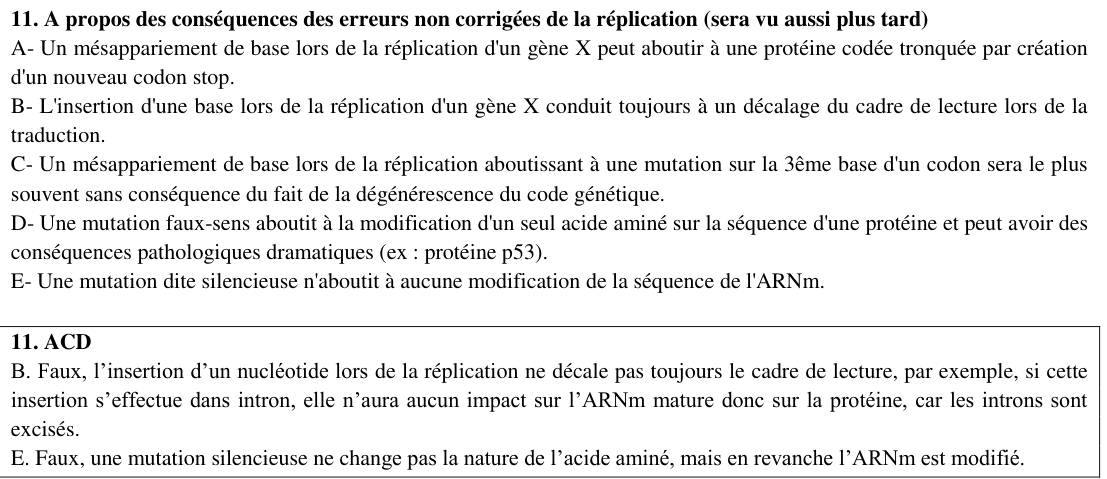 11. A propos des conséquences des erreurs non corrigées de la réplication (sera vu aussi plus tard)
A- Un mésappariement de base lors de la réplication d'un gène X peut aboutir à une protéine codée tronquée par création
d'un nouveau codon stop.
B- L'insertion d'une base lors de la réplication d'un gène X conduit toujours à un décalage du cadre de lecture lors de la
traduction.
C- Un mésappariement de base lors de la réplication aboutissant à une mutation sur la 3ême base d'un codon sera le plus
souvent sans conséquence du fait de la dégénérescence du code génétique.
D- Une mutation faux-sens aboutit à la modification d'un seul acide aminé sur la séquence d'une protéine et peut avoir des
conséquences pathologiques dramatiques (ex : protéine p53).
E- Une mutation dite silencieuse n'aboutit à aucune modification de la séquence de l'ARNm.
11. ACD
B. Faux, l’insertion d’un nucléotide lors de la réplication ne décale pas toujours le cadre de lecture, par exemple, si cette
insertion s’effectue dans intron, elle n’aura aucun impact sur l’ARNm mature donc sur la protéine, car les introns sont
excisés.
E. Faux, une mutation silencieuse ne change pas la nature de l’acide aminé, mais en revanche l’ARNm est modifié.